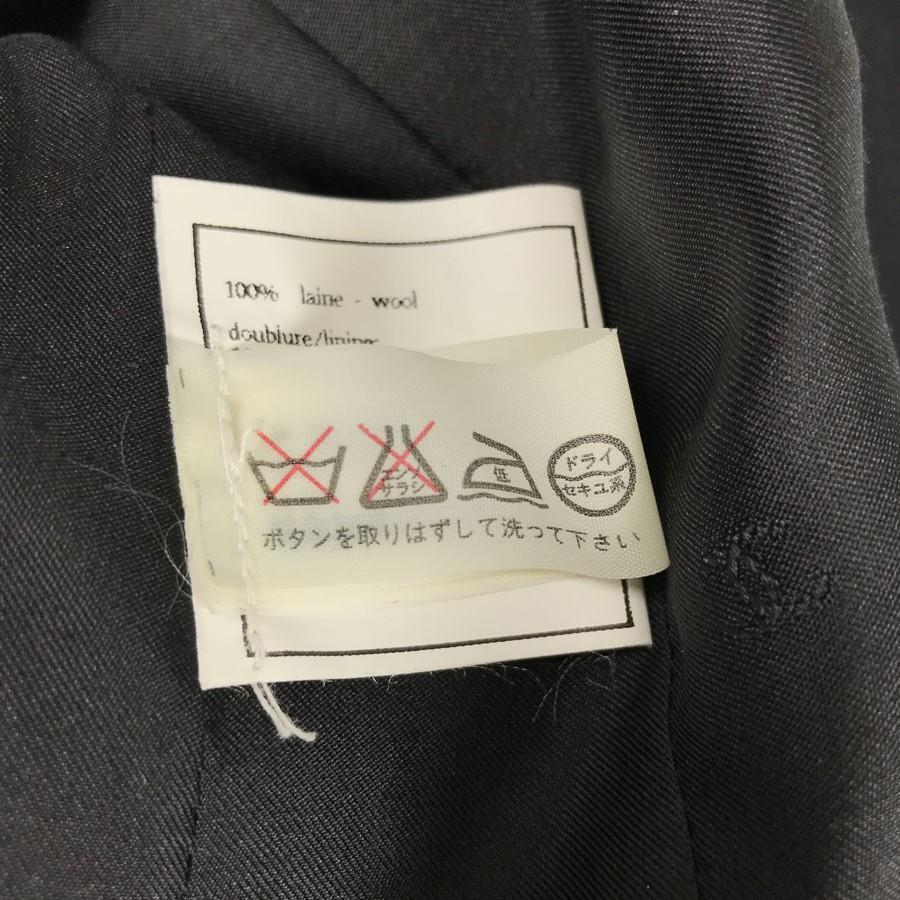 100% laine - wool
doublure/lining:
エンソ
サラシ
低
ドライ
セキユ系
ボタンを取りはずして洗って下さい